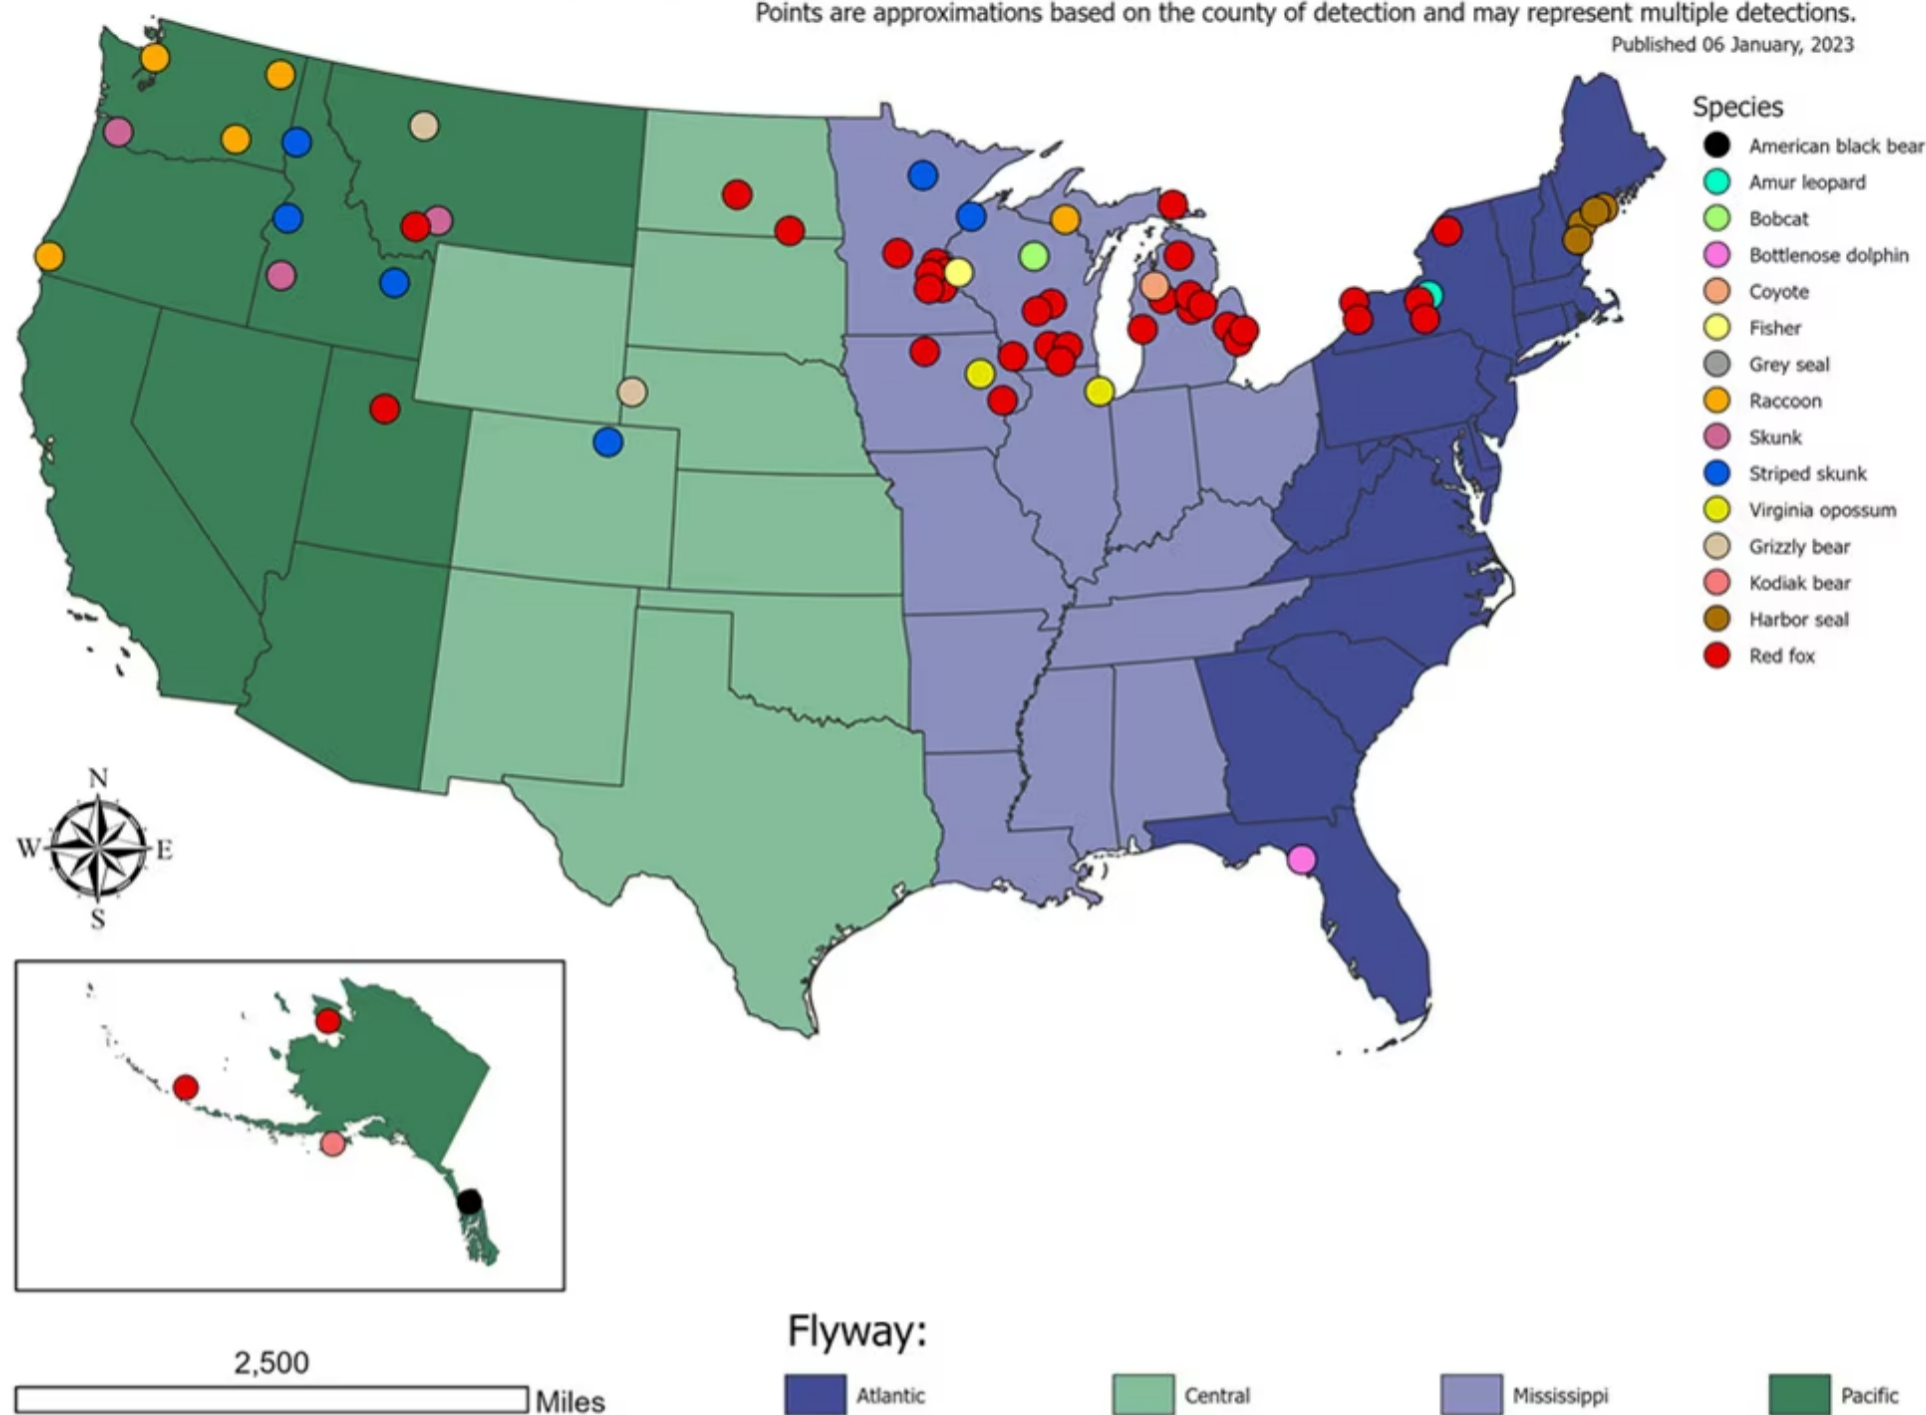 Points are approximations based on the county of detection and may represent multiple detections.
Published 06 January, 2023
Species
American black bear
Amur leopard
Bobcat
Bottlenose dolphin
Coyote
Fisher
Grey seal
Raccoon
Skunk
Striped skunk
Virginia opossum
Grizzly bear
Kodiak bear
Harbor seal
Red fox
N
W E
S
2,500
Miles
Flyway:
Atlantic Central Mississippi Pacific